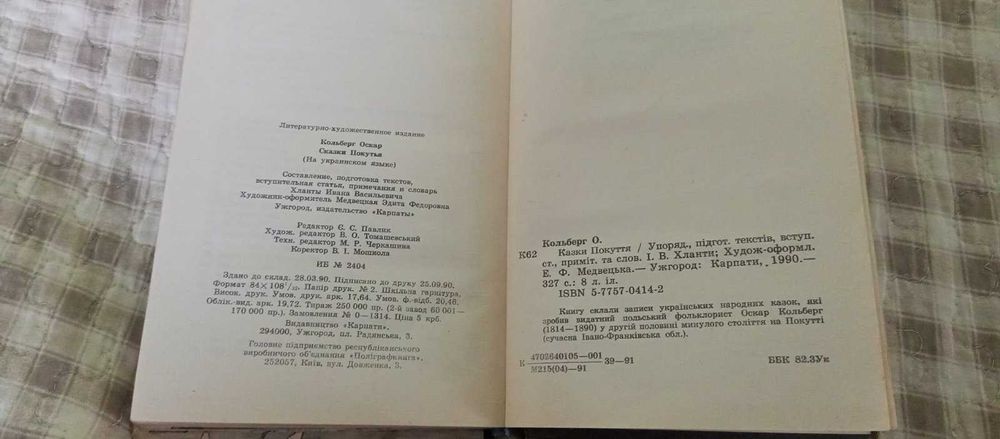 Литературно-художественное издание
Кольберг Оскар
Сказки Покутья
(На украинском языке)
Составление, подготовка текстов,
вступительная статья, примечания и словарь
Хланты Ивана Васильевича
Художник-оформитель Медвецкая Эдита Федоровна
Ужгород, издательство «Карпаты»
Редактор Є. С. Павлик
Худож. редактор В. О. Томашевський
Техн. редактор М. Р. Черкашина
Коректор В. І. Мошиола
ИБ № 2404
Здано до склад. 28.03.90. Підписано до друку 25.09.90.
Формат 84×108¹/₃₂. Папір друк. № 2. Шкільна гарнітура.
Висок. друк. Умов. друк. арк. 17,64. Умов. ф.-відб. 20,48.
Облік.-вид. арк. 19,72. Тираж 250 000 пр. (2-й завод 60 001—
170 000 пр.). Замовлення № 0—1314. Ціна 5 крб.
Видавництво «Карпати».
294000, Ужгород, пл. Радянська, 3.
Головне підприємство республіканського
виробничого об'єднання «Поліграфкнига».
252057, Київ, вул. Довженка, 3.
Кольберг О.
К62 Казки Покуття / Упоряд., підгот. текстів, вступ.
ст., приміт. та слов. І. В. Хланти; Худож-оформл.
Е. Ф. Медвецька.— Ужгород: Карпати, 1990.—
327 с.: 8 л. іл.
ISBN 5-7757-0414-2
Книгу склали записи українських народних казок, які
зробив видатний польський фольклорист Оскар Кольберг
(1814—1890) у другій половині минулого століття на Покутті
(сучасна Івано-Франківська обл.).
4702640105—001
К 39—91
М215(04)—91
ББК 82.3Ук